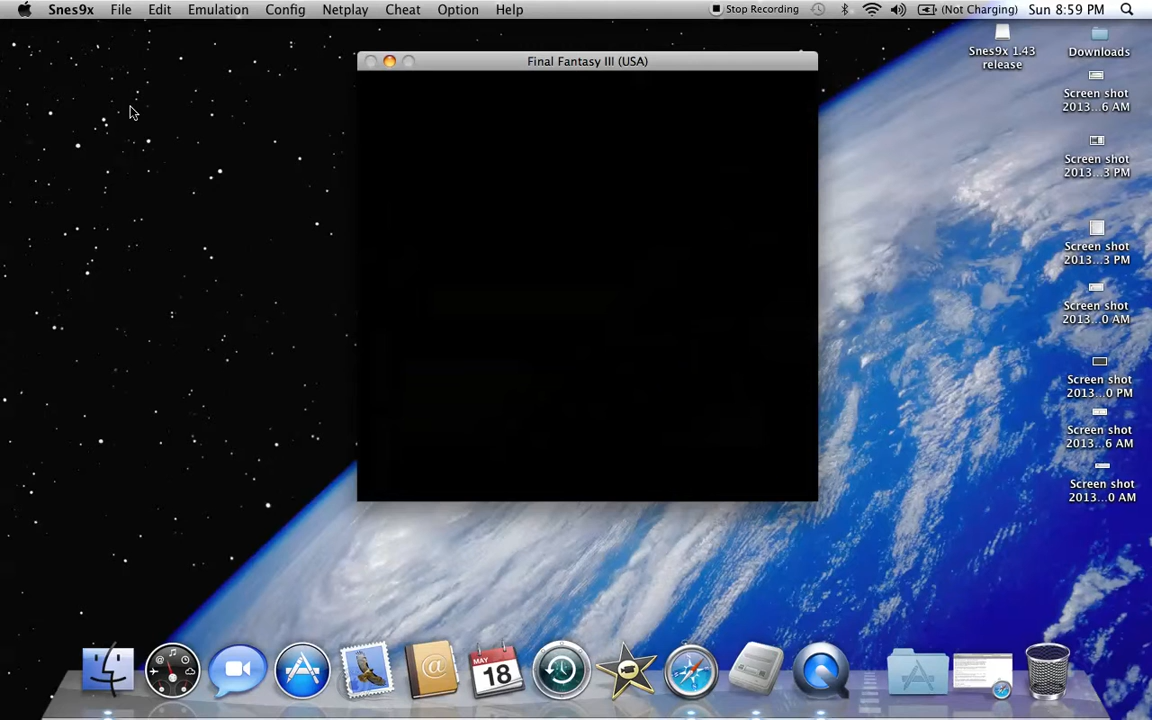 Snes9x File Edit Emulation Config Netplay Cheat Option Help Stop Recording (Not Charging) Sun 8:59 PM
Final Fantasy III (USA)
Snes9x 1.43
release
Downloads
Screen shot
2013...6 AM
Screen shot
2013...3 PM
Screen shot
2013...3 PM
Screen shot
2013...0 AM
Screen shot
2013...0 PM
Screen shot
2013...6 AM
Screen shot
2013...0 AM
MAY
18